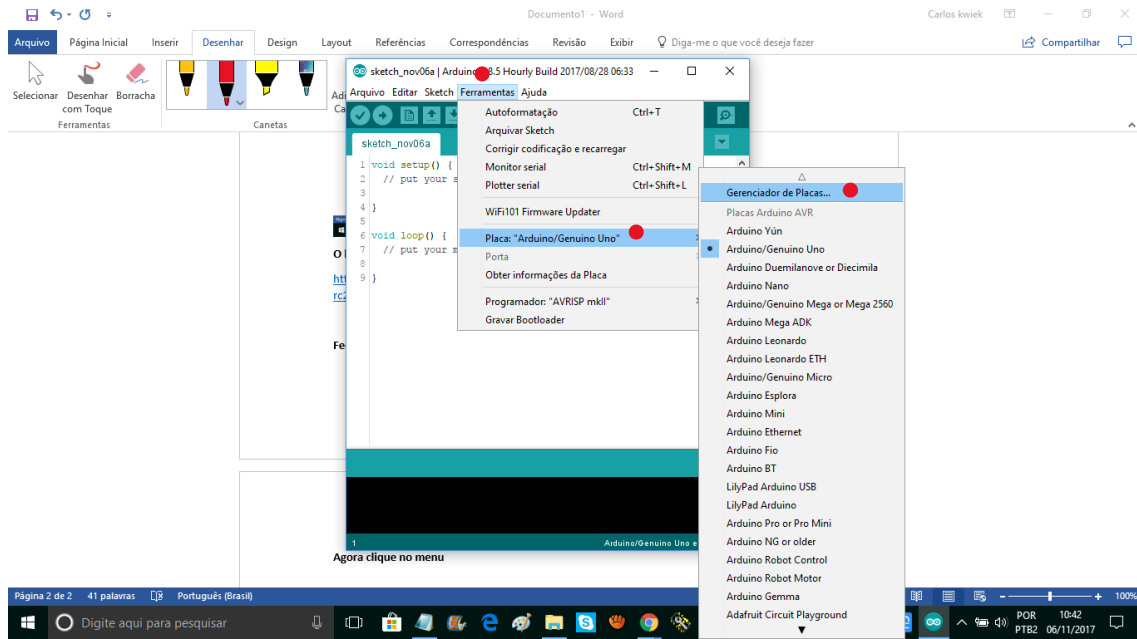 Documento1 - Word
Carlos kwiek
Arquivo Página Inicial Inserir Desenhar Design Layout Referências Correspondências Revisão Exibir Diga-me o que você deseja fazer Compartilhar
Selecionar Desenhar com Toque Borracha
Ferramentas
Canetas
sketch_nov06a | 8.5 Hourly Build 2017/08/28 06:33
Arquivo Editar Sketch Ferramentas Ajuda
sketch_nov06a
1 void setup() {
2 // put your
3
4 }
5
6 void loop() {
7 // put your
8
9 }
Autoformatação Ctrl+T
Arquivar Sketch
Corrigir codificação e recarregar
Monitor serial Ctrl+Shift+M
Plotter serial Ctrl+Shift+L
WiFi101 Firmware Updater
Placa: "Arduino/Genuino Uno"
Porta
Obter informações da Placa
Programador: "AVRISP mkII"
Gravar Bootloader
Gerenciador de Placas...
Placas Arduino AVR
Arduino Yún
Arduino/Genuino Uno
Arduino Duemilanove or Diecimila
Arduino Nano
Arduino/Genuino Mega or Mega 2560
Arduino Mega ADK
Arduino Leonardo
Arduino Leonardo ETH
Arduino/Genuino Micro
Arduino Esplora
Arduino Mini
Arduino Ethernet
Arduino Fio
Arduino BT
LilyPad Arduino USB
LilyPad Arduino
Arduino Pro or Pro Mini
Arduino NG or older
Arduino Robot Control
Arduino Robot Motor
Arduino Gemma
Adafruit Circuit Playground
1 Arduino/Genuino Uno e
Agora clique no menu
Página 2 de 2 41 palavras Português (Brasil) 100%
Digite aqui para pesquisar
POR 10:42
PTB2 06/11/2017